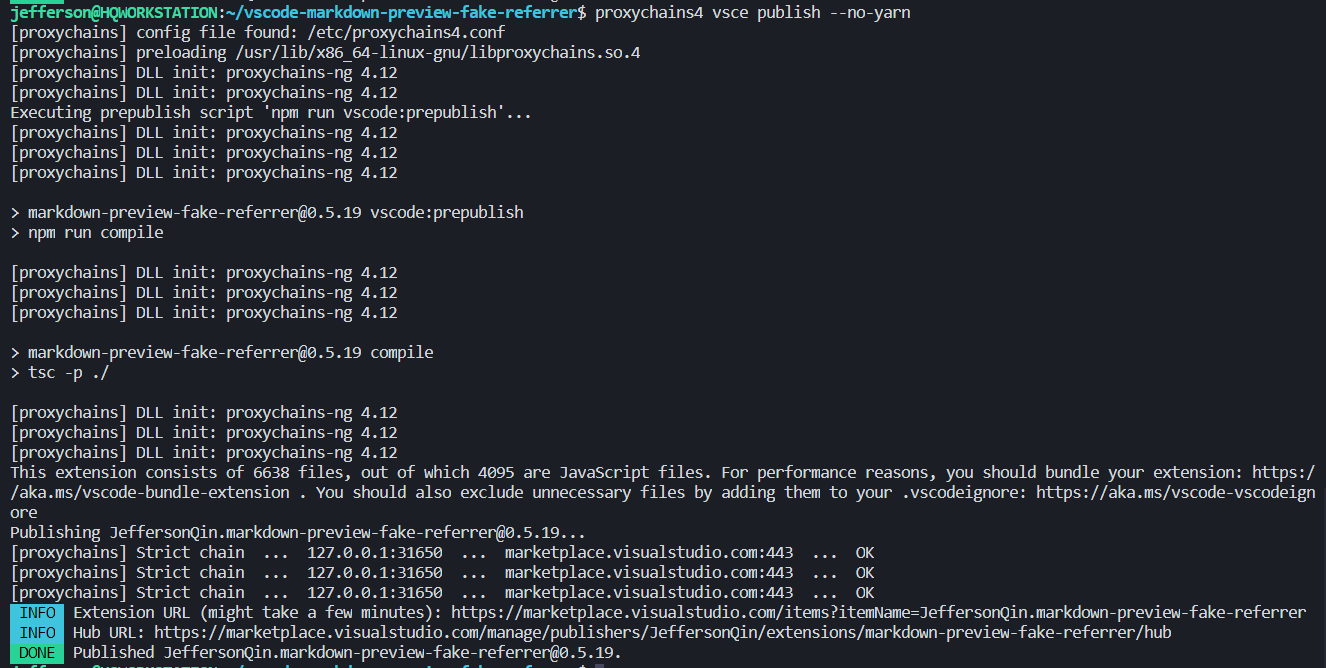 jefferson@HQWORKSTATION:~/vscode-markdown-preview-fake-referrer$ proxychains4 vsce publish --no-yarn
[proxychains] config file found: /etc/proxychains4.conf
[proxychains] preloading /usr/lib/x86_64-linux-gnu/libproxychains.so.4
[proxychains] DLL init: proxychains-ng 4.12
[proxychains] DLL init: proxychains-ng 4.12
Executing prepublish script 'npm run vscode:prepublish'...
[proxychains] DLL init: proxychains-ng 4.12
[proxychains] DLL init: proxychains-ng 4.12
[proxychains] DLL init: proxychains-ng 4.12
> markdown-preview-fake-referrer@0.5.19 vscode:prepublish
> npm run compile
[proxychains] DLL init: proxychains-ng 4.12
[proxychains] DLL init: proxychains-ng 4.12
[proxychains] DLL init: proxychains-ng 4.12
> markdown-preview-fake-referrer@0.5.19 compile
> tsc -p ./
[proxychains] DLL init: proxychains-ng 4.12
[proxychains] DLL init: proxychains-ng 4.12
[proxychains] DLL init: proxychains-ng 4.12
This extension consists of 6638 files, out of which 4095 are JavaScript files. For performance reasons, you should bundle your extension: https:/
/aka.ms/vscode-bundle-extension . You should also exclude unnecessary files by adding them to your .vscodeignore: https://aka.ms/vscode-vscodeign
ore
Publishing JeffersonQin.markdown-preview-fake-referrer@0.5.19...
[proxychains] Strict chain  ...  127.0.0.1:31650  ...  marketplace.visualstudio.com:443  ...  OK
[proxychains] Strict chain  ...  127.0.0.1:31650  ...  marketplace.visualstudio.com:443  ...  OK
[proxychains] Strict chain  ...  127.0.0.1:31650  ...  marketplace.visualstudio.com:443  ...  OK
INFO Extension URL (might take a few minutes): https://marketplace.visualstudio.com/items?itemName=JeffersonQin.markdown-preview-fake-referrer
INFO Hub URL: https://marketplace.visualstudio.com/manage/publishers/JeffersonQin/extensions/markdown-preview-fake-referrer/hub
DONE Published JeffersonQin.markdown-preview-fake-referrer@0.5.19.